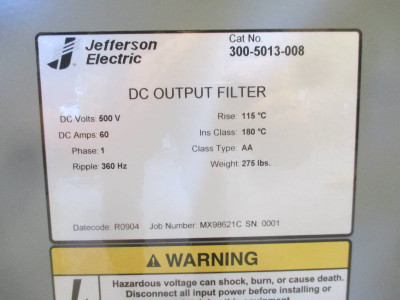 Jefferson
Electric
Cat No.
300-5013-008
DC OUTPUT FILTER
DC Volts: 500 V
Rise: 115 °C
DC Amps: 60
Ins Class: 180 °C
Phase: 1
Class Type: AA
Ripple: 360 Hz
Weight: 275 lbs.
Datecode: R0904 Job Number: MX98621C SN: 0001
WARNING
Hazardous voltage can shock, burn, or cause death.
Disconnect all input power before installing or